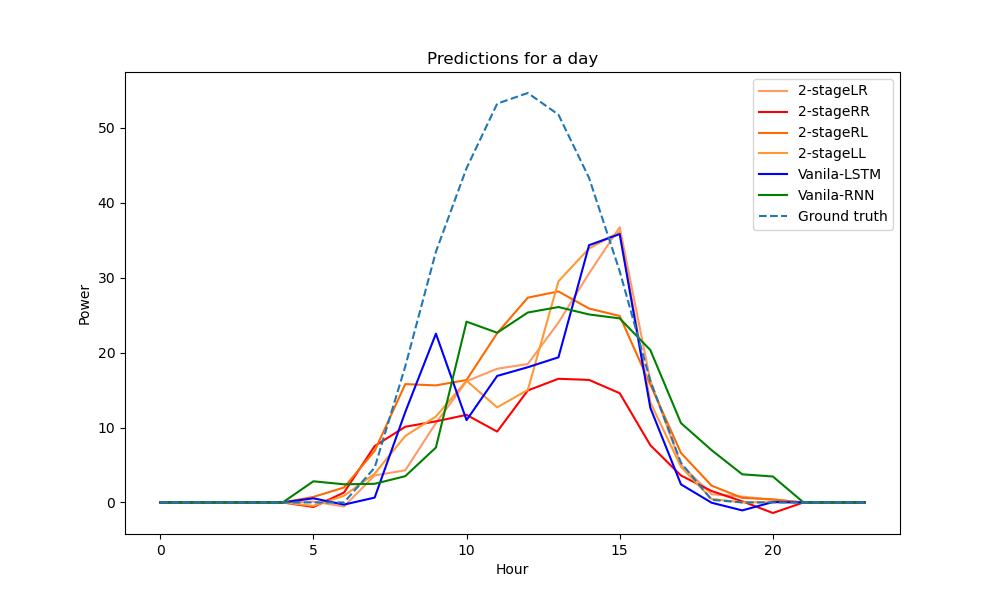 Predictions for a day
2-stageLR
2-stageRR
2-stageRL
2-stageLL
Vanila-LSTM
Vanila-RNN
Ground truth
Power
50
40
30
20
10
0
0 5 10 15 20
Hour